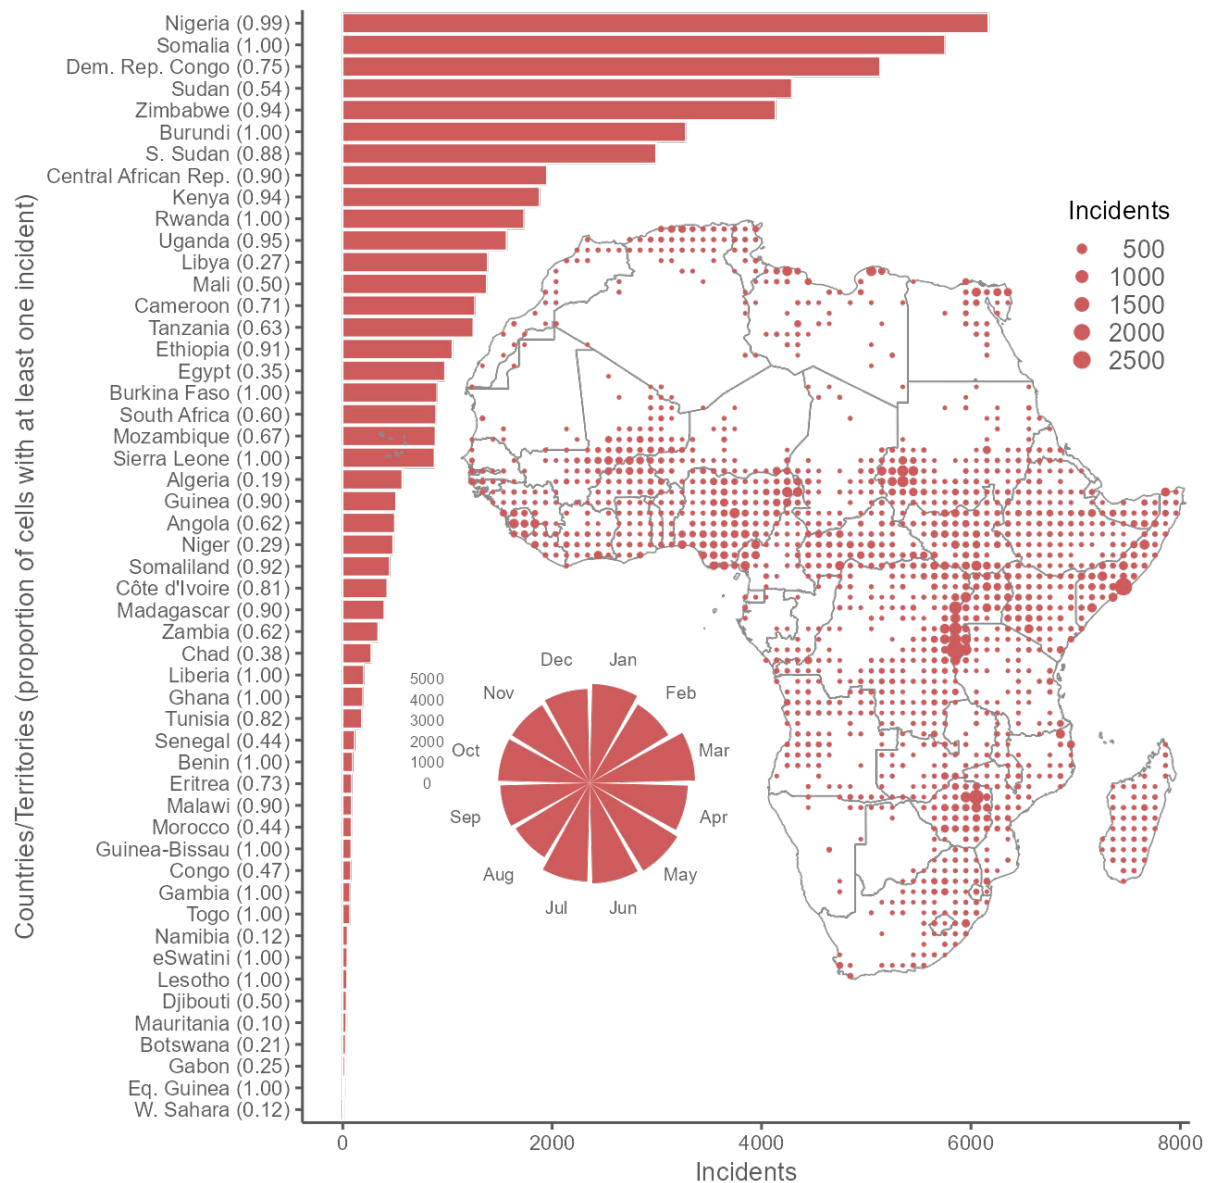 Countries/Territories (proportion of cells with at least one incident)
Nigeria (0.99)
Somalia (1.00)
Dem. Rep. Congo (0.75)
Sudan (0.54)
Zimbabwe (0.94)
Burundi (1.00)
S. Sudan (0.88)
Central African Rep. (0.90)
Kenya (0.94)
Rwanda (1.00)
Uganda (0.95)
Libya (0.27)
Mali (0.50)
Cameroon (0.71)
Tanzania (0.63)
Ethiopia (0.91)
Egypt (0.35)
Burkina Faso (1.00)
South Africa (0.60)
Mozambique (0.67)
Sierra Leone (1.00)
Algeria (0.19)
Guinea (0.90)
Angola (0.62)
Niger (0.29)
Somaliland (0.92)
Côte d'Ivoire (0.81)
Madagascar (0.90)
Zambia (0.62)
Chad (0.38)
Liberia (1.00)
Ghana (1.00)
Tunisia (0.82)
Senegal (0.44)
Benin (1.00)
Eritrea (0.73)
Malawi (0.90)
Morocco (0.44)
Guinea-Bissau (1.00)
Congo (0.47)
Gambia (1.00)
Togo (1.00)
Namibia (0.12)
eSwatini (1.00)
Lesotho (1.00)
Djibouti (0.50)
Mauritania (0.10)
Botswana (0.21)
Gabon (0.25)
Eq. Guinea (1.00)
W. Sahara (0.12)
0
2000
4000
6000
8000
Incidents
Incidents
500
1000
1500
2000
2500
5000
4000
3000
2000
1000
0
Jan
Feb
Mar
Apr
May
Jun
Jul
Aug
Sep
Oct
Nov
Dec